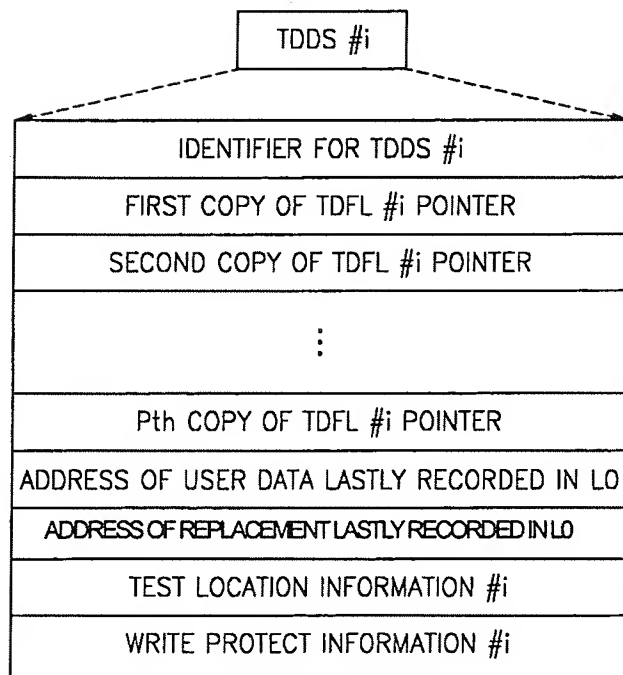 TDDS #i
IDENTIFIER FOR TDDS #i
FIRST COPY OF TDFL #i POINTER
SECOND COPY OF TDFL #i POINTER
⋮
Pth COPY OF TDFL #i POINTER
ADDRESS OF USER DATA LASTLY RECORDED IN L0
ADDRESS OF REPLACEMENT LASTLY RECORDED IN L0
TEST LOCATION INFORMATION #i
WRITE PROTECT INFORMATION #i